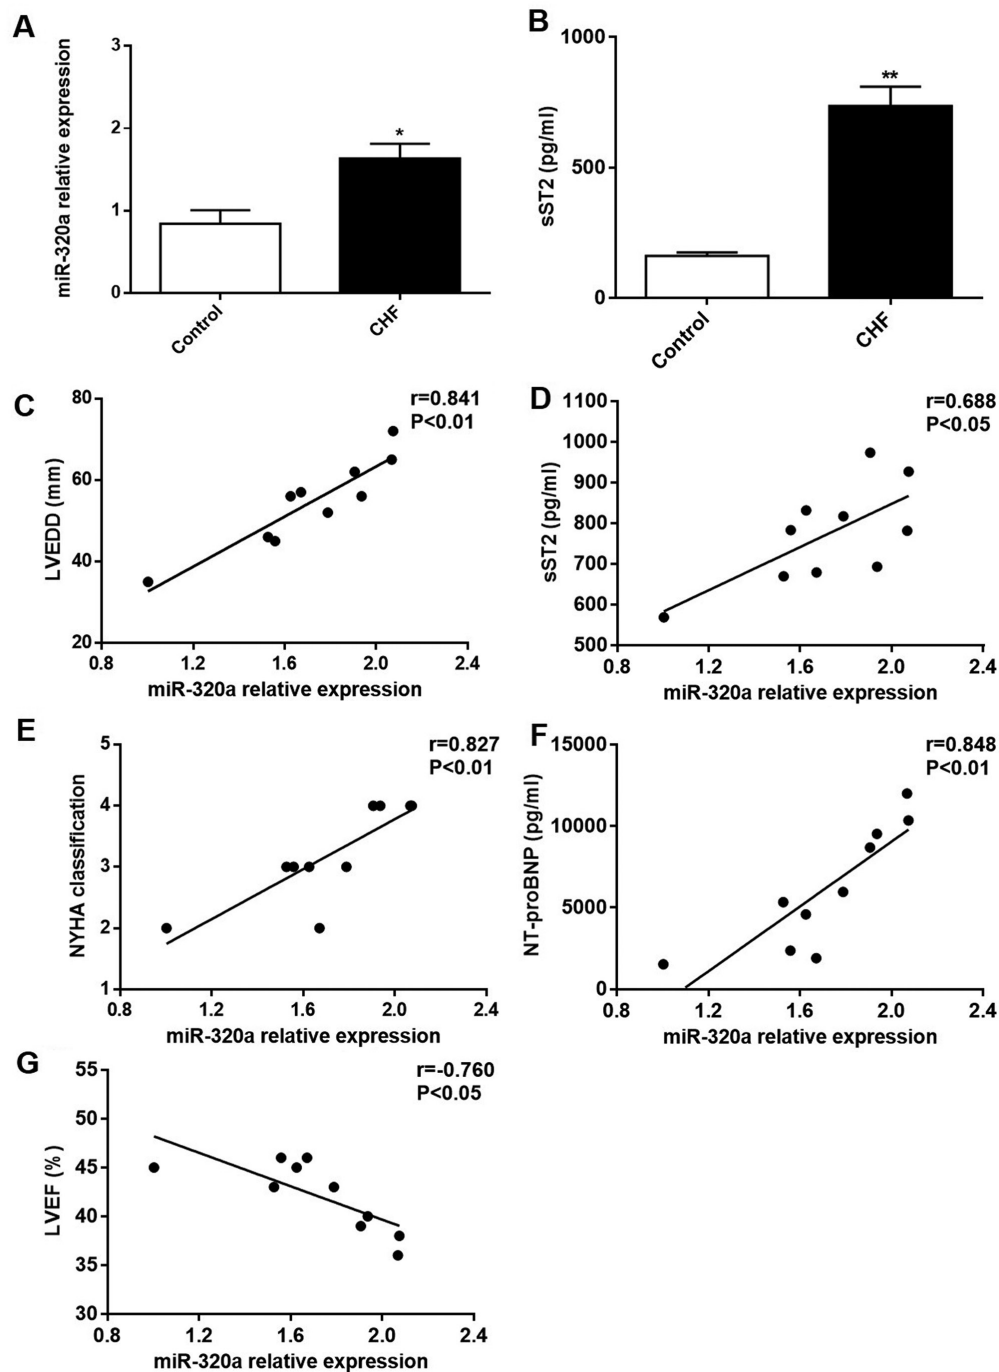 A
miR-320a relative expression
3
2
1
0
*
Control
CHF
B
sST2 (pg/ml)
1000
500
0
**
Control
CHF
C
LVEDD (mm)
80
60
40
20
r=0.841
P<0.01
0.8 1.2 1.6 2.0 2.4
miR-320a relative expression
D
sST2 (pg/ml)
1100
1000
900
800
700
600
500
r=0.688
P<0.05
0.8 1.2 1.6 2.0 2.4
miR-320a relative expression
E
NYHA classification
5
4
3
2
1
r=0.827
P<0.01
0.8 1.2 1.6 2.0 2.4
miR-320a relative expression
F
NT-proBNP (pg/ml)
15000
10000
5000
0
r=0.848
P<0.01
0.8 1.2 1.6 2.0 2.4
miR-320a relative expression
G
LVEF (%)
55
50
45
40
35
30
r=-0.760
P<0.05
0.8 1.2 1.6 2.0 2.4
miR-320a relative expression